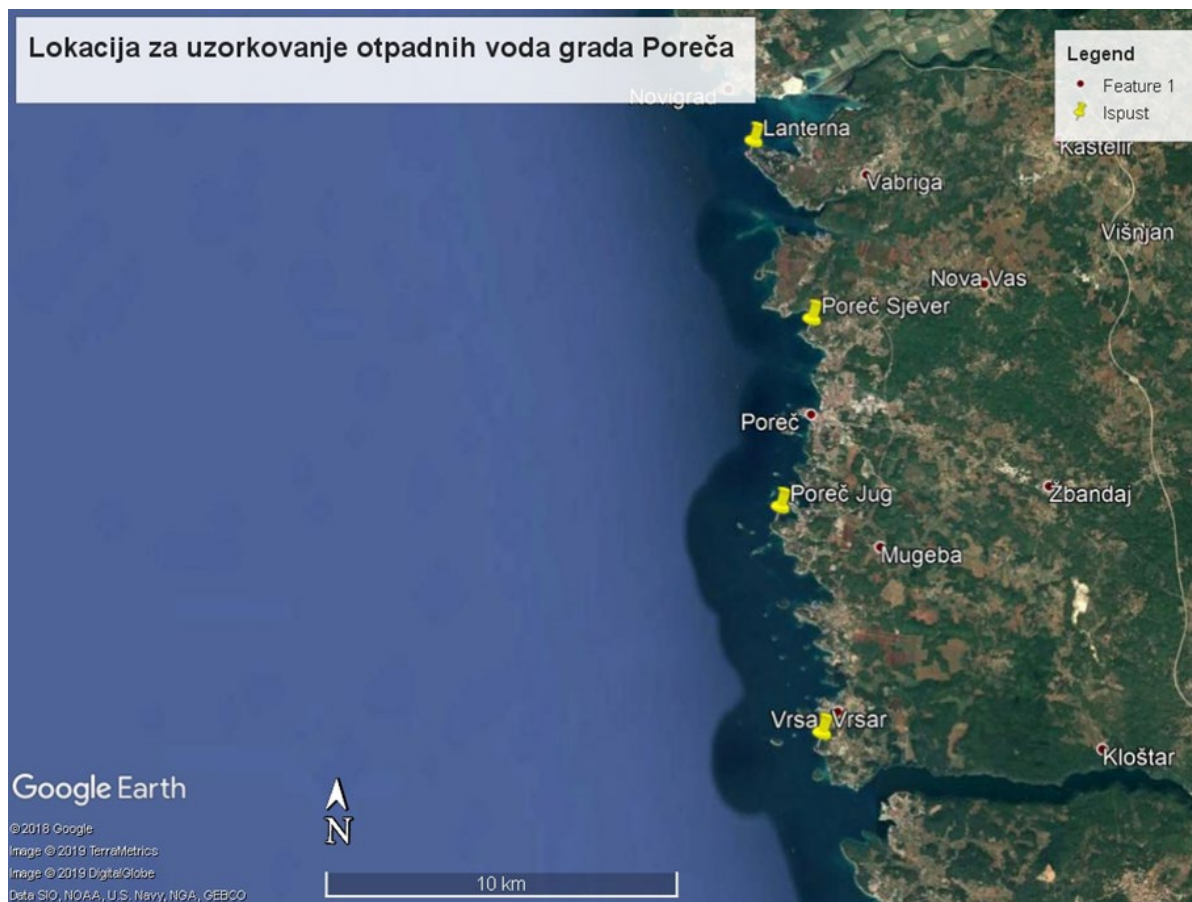 Lokacija za uzorkovanje otpadnih voda grada Poreča
Legend
Feature 1
Ispust
Novigrad
Lanterna
Kaštelir
Vabriga
Višnjan
Nova Vas
Poreč Sjever
Poreč
Poreč Jug
Žbandaj
Mugeba
Vrsa Vrsar
Kloštar
Google Earth
© 2018 Google
Image © 2019 TerraMetrics
Image © 2019 DigitalGlobe
Data SIO, NOAA, U.S. Navy, NGA, GEBCO
N
10 km